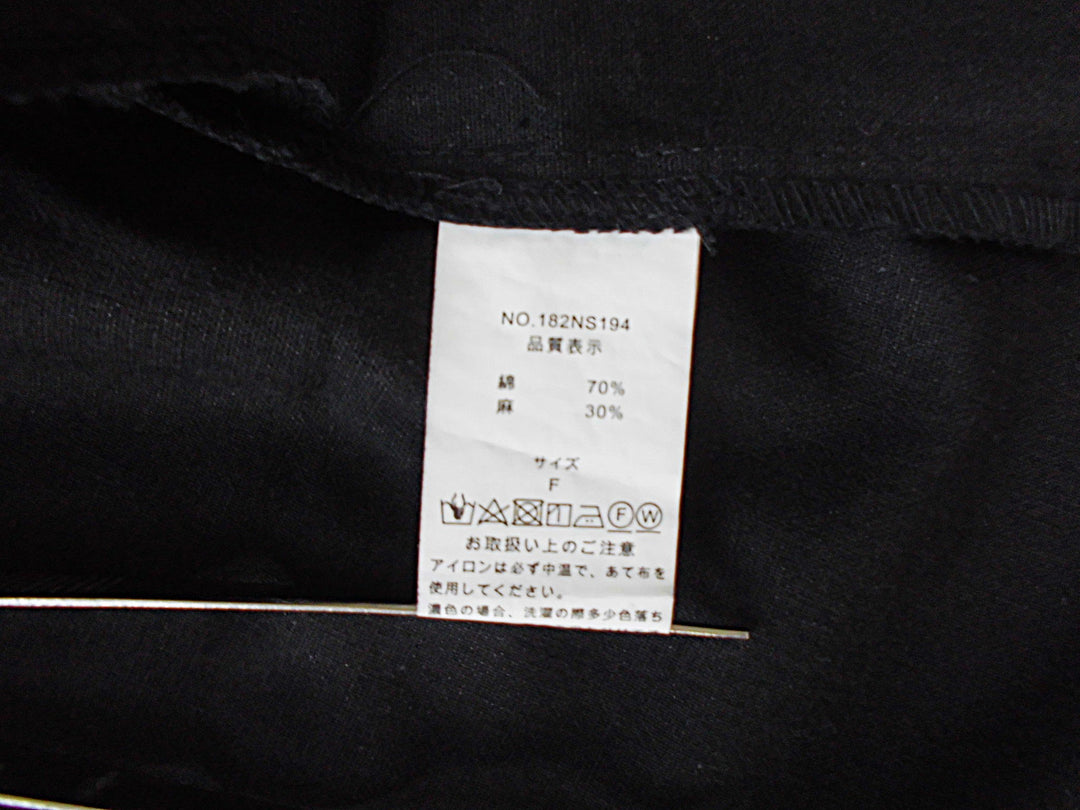 NO.182NS194
品質表示
綿 70%
麻 30%
サイズ
F
F W
お取扱い上のご注意
アイロンは必ず中温で、あて布を
使用してください。
濃色の場合、洗濯の際多少色落ち